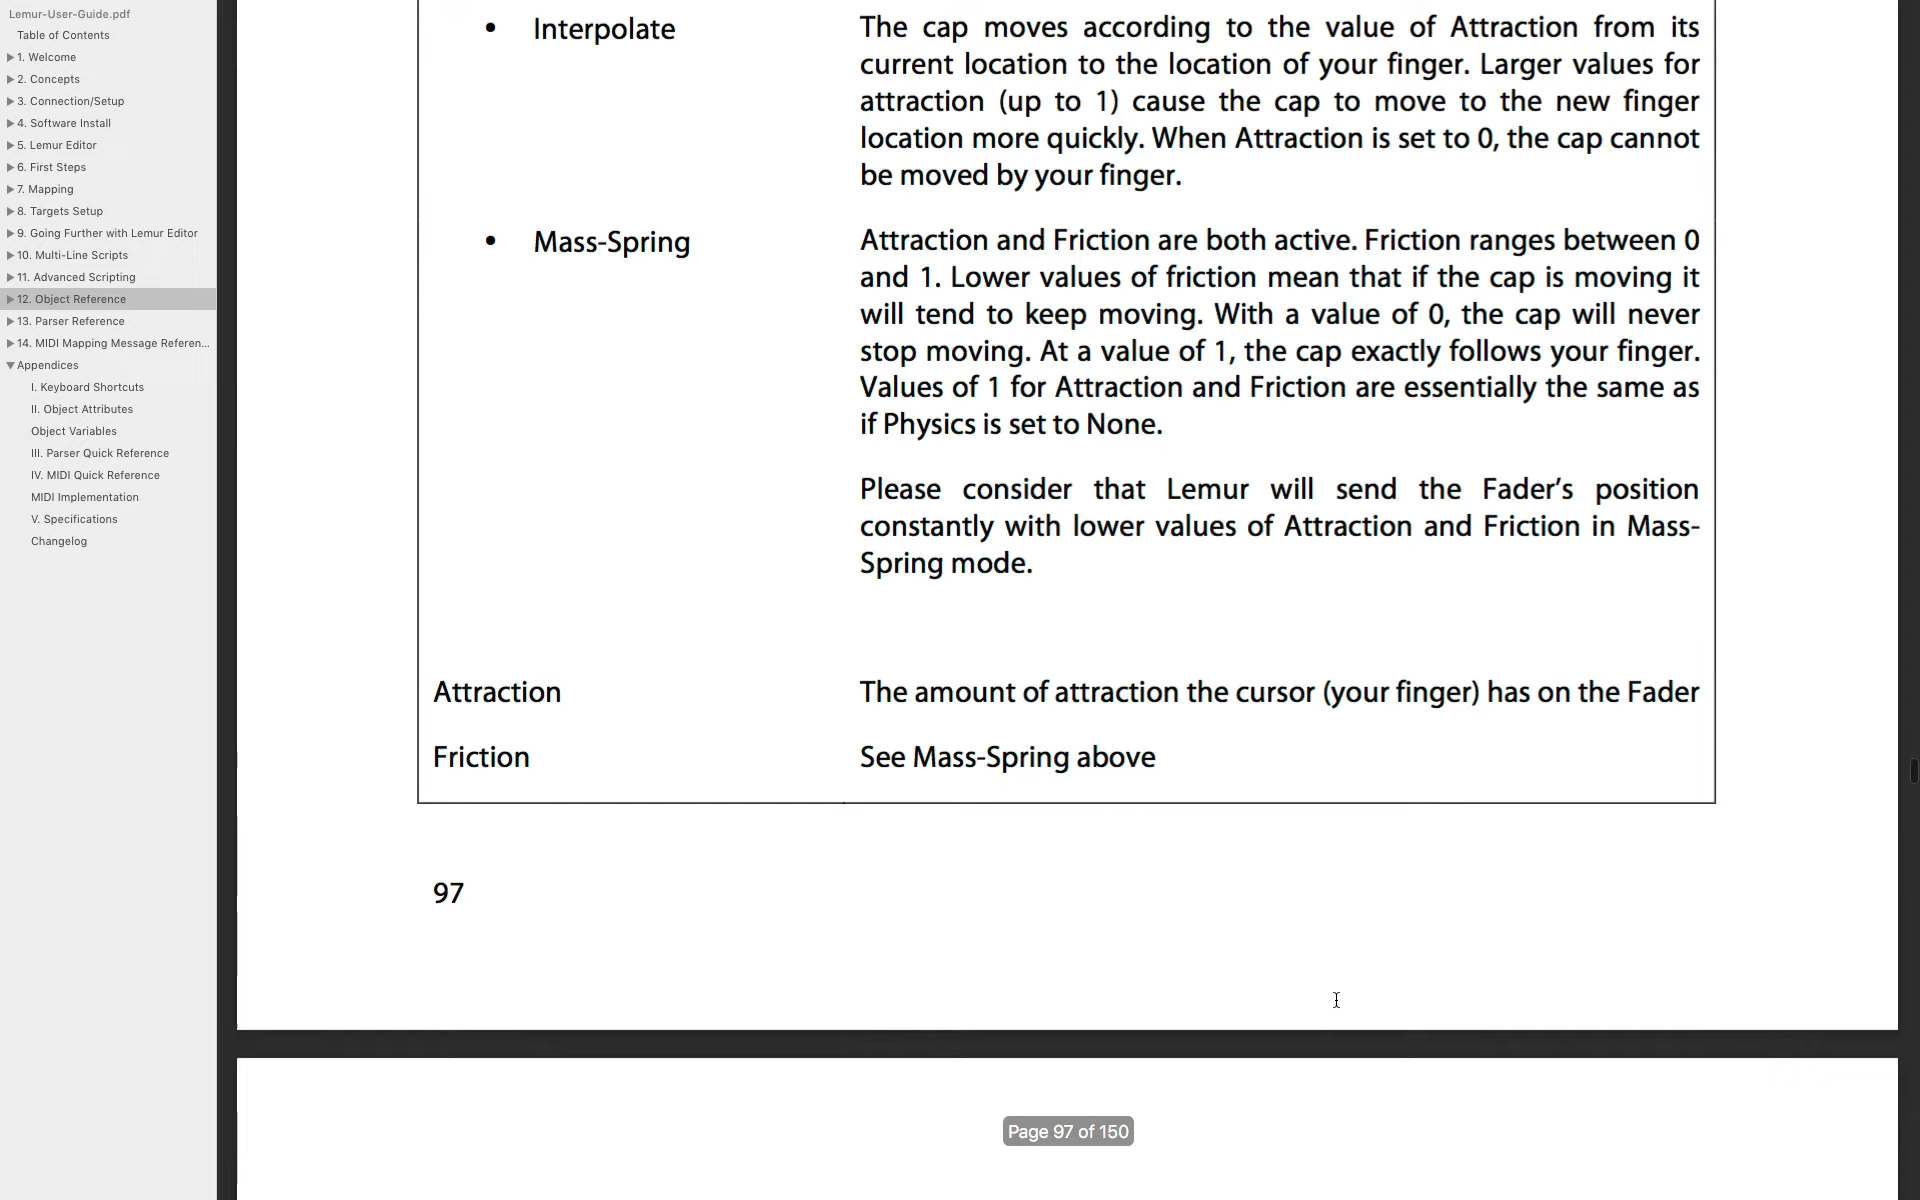 Lemur-User-Guide.pdf
Table of Contents
1. Welcome
2. Concepts
3. Connection/Setup
4. Software Install
5. Lemur Editor
6. First Steps
7. Mapping
8. Targets Setup
9. Going Further with Lemur Editor
10. Multi-Line Scripts
11. Advanced Scripting
12. Object Reference
13. Parser Reference
14. MIDI Mapping Message Referen...
Appendices
I. Keyboard Shortcuts
II. Object Attributes
Object Variables
III. Parser Quick Reference
IV. MIDI Quick Reference
MIDI Implementation
V. Specifications
Changelog
• Interpolate
The cap moves according to the value of Attraction from its
current location to the location of your finger. Larger values for
attraction (up to 1) cause the cap to move to the new finger
location more quickly. When Attraction is set to 0, the cap cannot
be moved by your finger.
• Mass-Spring
Attraction and Friction are both active. Friction ranges between 0
and 1. Lower values of friction mean that if the cap is moving it
will tend to keep moving. With a value of 0, the cap will never
stop moving. At a value of 1, the cap exactly follows your finger.
Values of 1 for Attraction and Friction are essentially the same as
if Physics is set to None.
Please consider that Lemur will send the Fader’s position
constantly with lower values of Attraction and Friction in Mass-
Spring mode.
Attraction
The amount of attraction the cursor (your finger) has on the Fader
Friction
See Mass-Spring above
97
Page 97 of 150